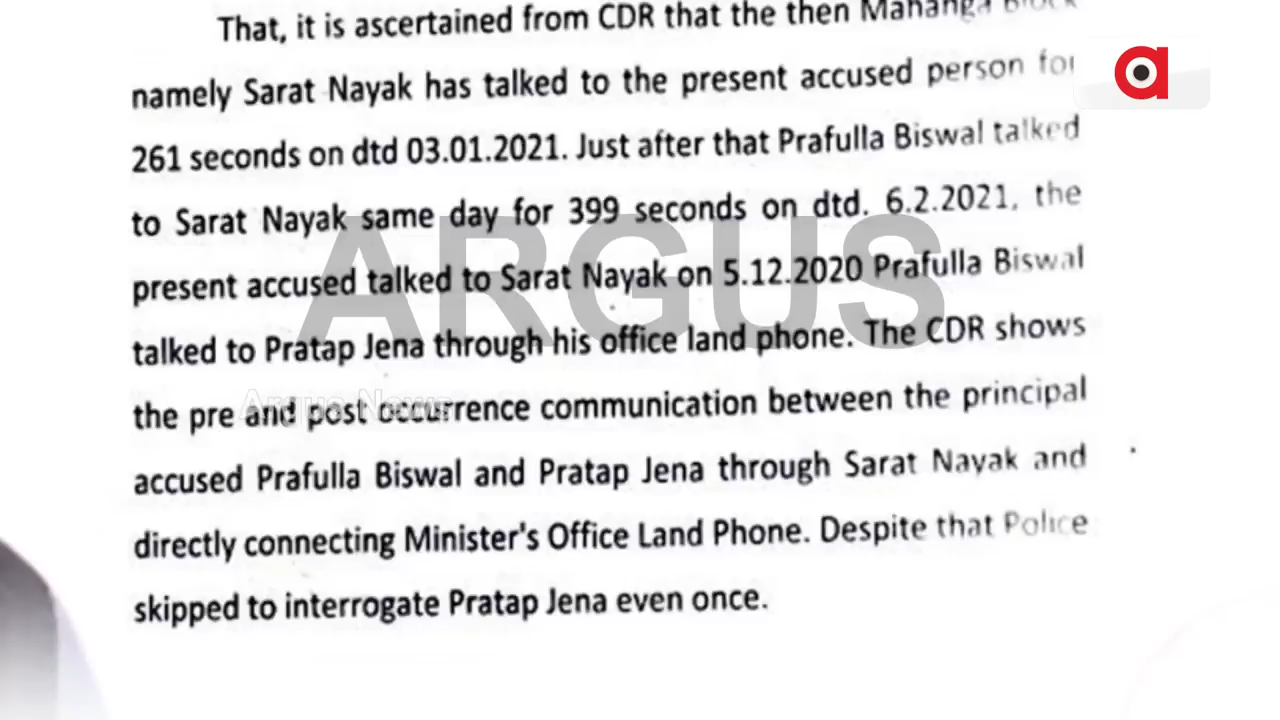 That, it is ascertained from CDR that the then Mahanga Block
namely Sarat Nayak has talked to the present accused person for
261 seconds on dtd 03.01.2021. Just after that Prafulla Biswal talked
to Sarat Nayak same day for 399 seconds on dtd. 6.2.2021, the
present accused talked to Sarat Nayak on 5.12.2020 Prafulla Biswal
talked to Pratap Jena through his office land phone. The CDR shows
the pre and post occurrence communication between the principal
accused Prafulla Biswal and Pratap Jena through Sarat Nayak and
directly connecting Minister's Office Land Phone. Despite that Police
skipped to interrogate Pratap Jena even once.
ARGUS
Argus News
a